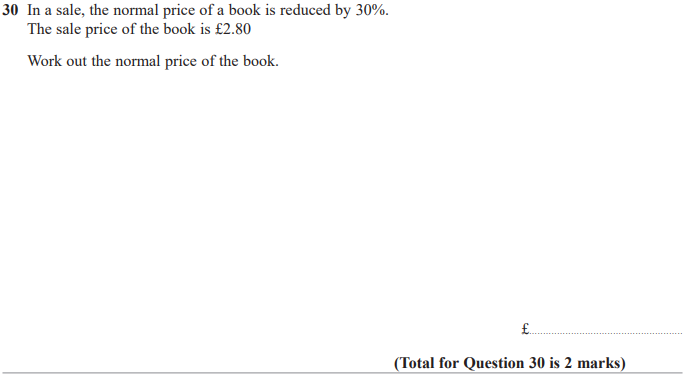 30 In a sale, the normal price of a book is reduced by 30%.
The sale price of the book is £2.80
Work out the normal price of the book.
£
(Total for Question 30 is 2 marks)